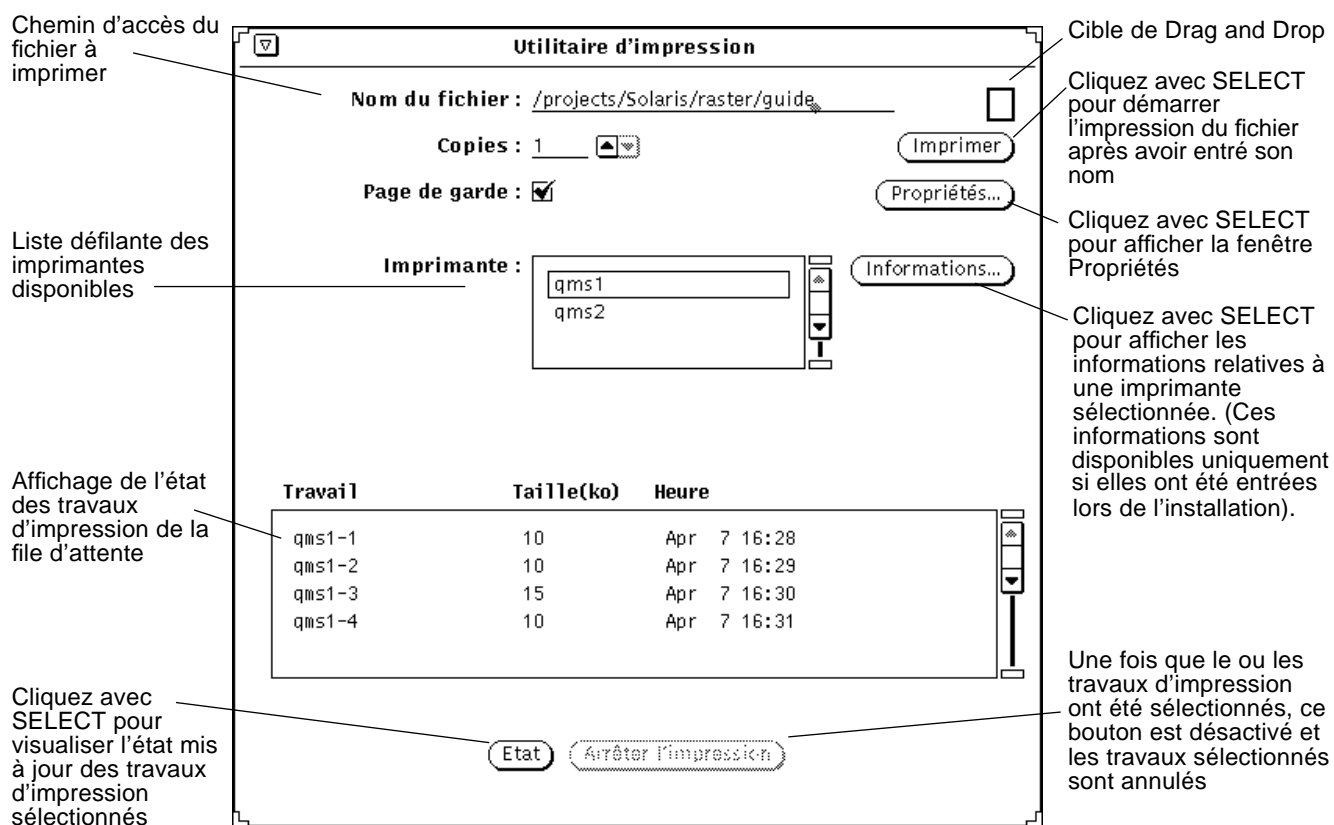 Chemin d'accès du
fichier à
imprimer
Utilitaire d'impression
Cible de Drag and Drop
Nom du fichier : /projects/Solaris/raster/guide
Cliquez avec SELECT
pour démarrer
l'impression du fichier
après avoir entré son
nom
Copies : 1
Imprimer
Page de garde :
Propriétés...
Cliquez avec SELECT
pour afficher la fenêtre
Propriétés
Liste défilante des
imprimantes
disponibles
Imprimante :
qms1
qms2
Informations...
Cliquez avec SELECT
pour afficher les
informations relatives à
une imprimante
sélectionnée. (Ces
informations sont
disponibles uniquement
si elles ont été entrées
lors de l'installation).
Affichage de l'état
des travaux
d'impression de la
file d'attente
Travail Taille(ko) Heure
qms1-1 10 Apr 7 16:28
qms1-2 10 Apr 7 16:29
qms1-3 15 Apr 7 16:30
qms1-4 10 Apr 7 16:31
Cliquez avec
SELECT pour
visualiser l'état mis
à jour des travaux
d'impression
sélectionnés
Etat
Arrêter l'impression
Une fois que le ou les
travaux d'impression
ont été sélectionnés, ce
bouton est désactivé et
les travaux sélectionnés
sont annulés